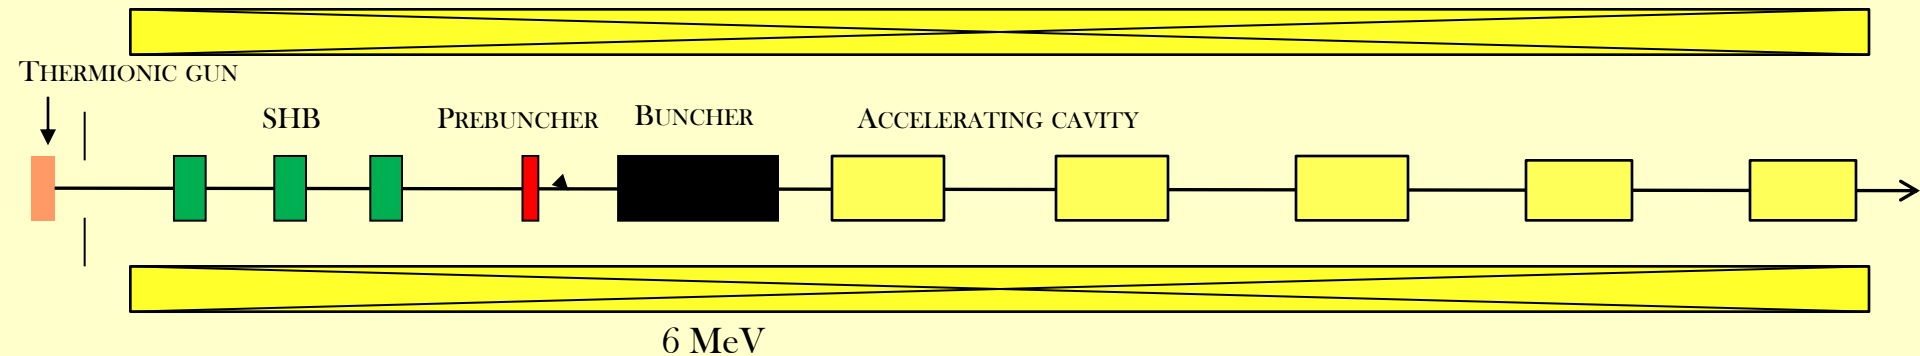 Thermionic gun
SHB
Prebuncher
Buncher
Accelerating cavity
6 MeV